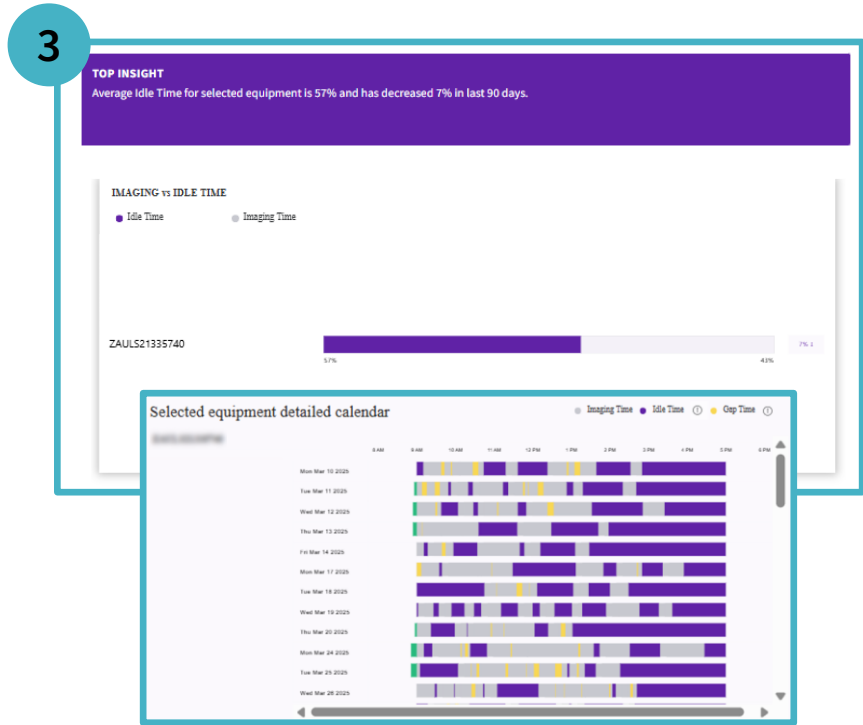 3
TOP INSIGHT
Average Idle Time for selected equipment is 57% and has decreased 7% in last 90 days.
IMAGING vs IDLE TIME
Idle Time Imaging Time
ZAULS21335740
57% 43% 7% ↓
Selected equipment detailed calendar
Imaging Time Idle Time Gap Time
8 AM 9 AM 10 AM 11 AM 12 PM 1 PM 2 PM 3 PM 4 PM 5 PM 6 PM
Mon Mar 10 2025
Tue Mar 11 2025
Wed Mar 12 2025
Thu Mar 13 2025
Fri Mar 14 2025
Mon Mar 17 2025
Tue Mar 18 2025
Wed Mar 19 2025
Thu Mar 20 2025
Mon Mar 24 2025
Tue Mar 25 2025
Wed Mar 26 2025